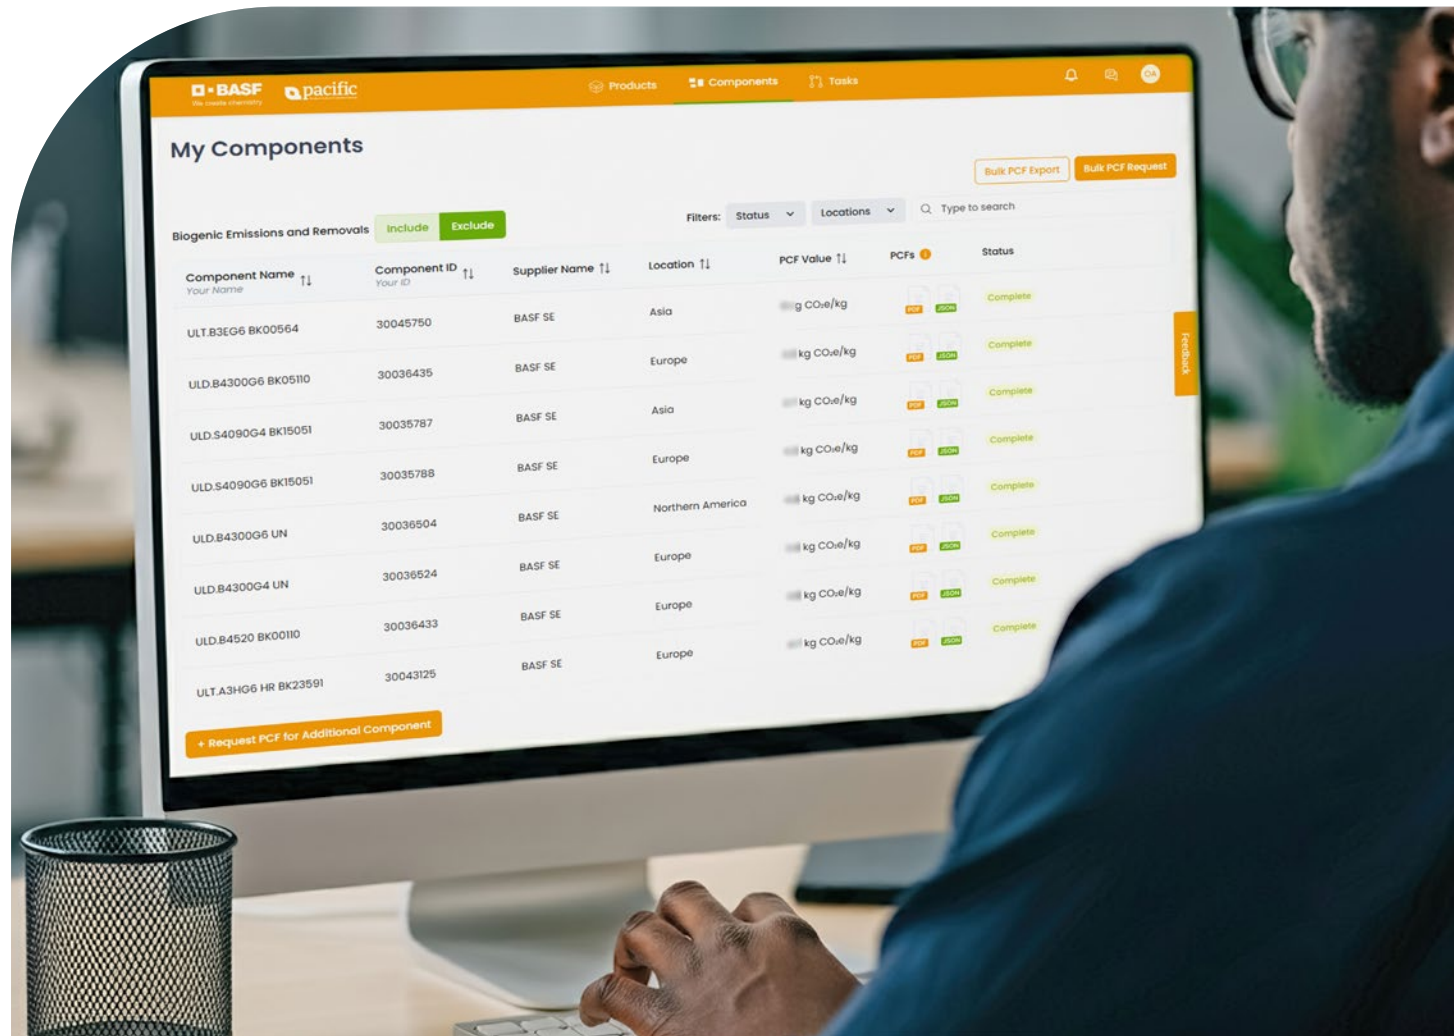 BASF
We create chemistry
pacific
Products
Components
Tasks
OA
My Components
Bulk PCF Export
Bulk PCF Request
Biogenic Emissions and Removals
Include
Exclude
Filters:
Status
Locations
Type to search
Component Name
Your Name
Component ID
Your ID
Supplier Name
Location
PCF Value
PCFs
Status
ULT.B3EG6 BK00564 30045750 BASF SE Asia g CO₂e/kg PDF JSON Complete
ULD.B4300G6 BK05110 30036435 BASF SE Europe kg CO₂e/kg PDF JSON Complete
ULD.S4090G4 BK15051 30035787 BASF SE Asia kg CO₂e/kg PDF JSON Complete
ULD.S4090G6 BK15051 30035788 BASF SE Europe kg CO₂e/kg PDF JSON Complete
ULD.B4300G6 UN 30036504 BASF SE Northern America kg CO₂e/kg PDF JSON Complete
ULD.B4300G4 UN 30036524 BASF SE Europe kg CO₂e/kg PDF JSON Complete
ULD.B4520 BK00110 30036433 BASF SE Europe kg CO₂e/kg PDF JSON Complete
ULT.A3HG6 HR BK23591 30043125 BASF SE Europe kg CO₂e/kg PDF JSON Complete
+ Request PCF for Additional Component
Feedback